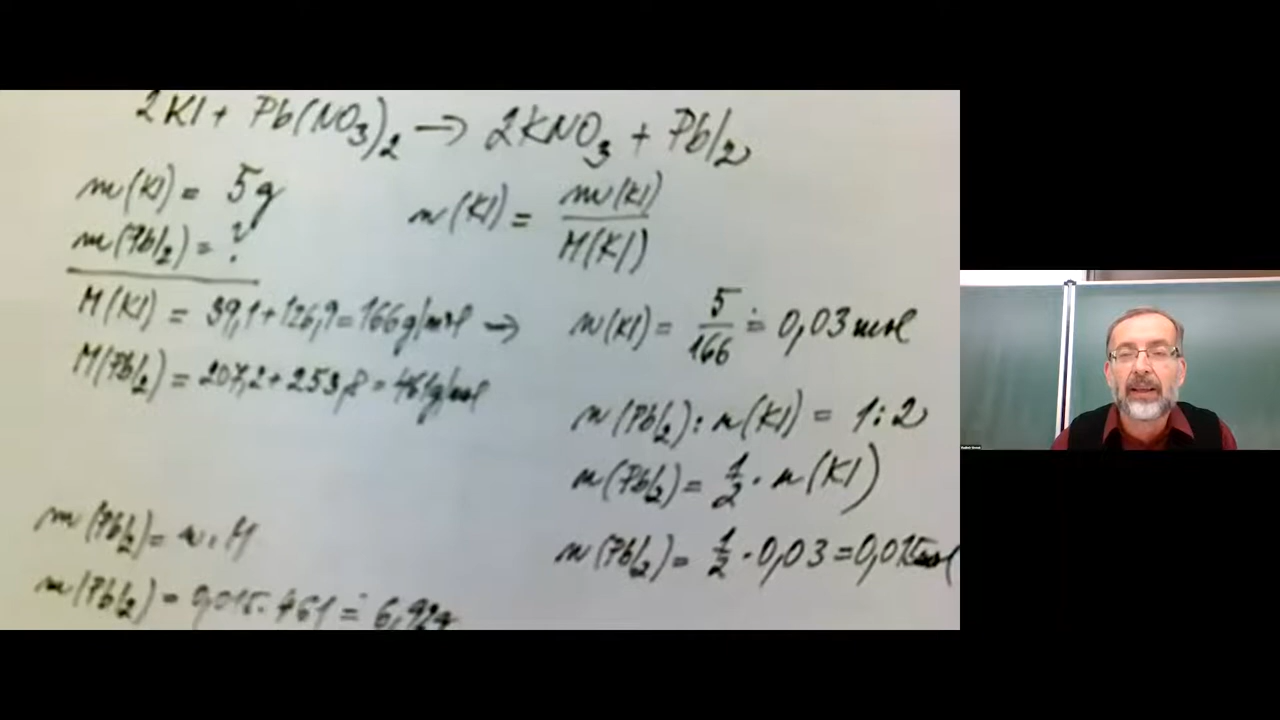 2KI + Pb(NO₃)₂ → 2KNO₃ + PbI₂
m(KI) = 5g
m(PbI₂) = ?
n(KI) = m(KI) / M(KI)
M(KI) = 39,1 + 126,9 = 166 g/mol →
n(KI) = 5/166 ≐ 0,03 mol
M(PbI₂) = 207,2 + 253,8 = 461 g/mol
n(PbI₂) : n(KI) = 1 : 2
n(PbI₂) = 1/2 · n(KI)
n(PbI₂) = 1/2 · 0,03 = 0,015 mol
m(PbI₂) = n · M
m(PbI₂) = 0,015 · 461 ≐ 6,92g